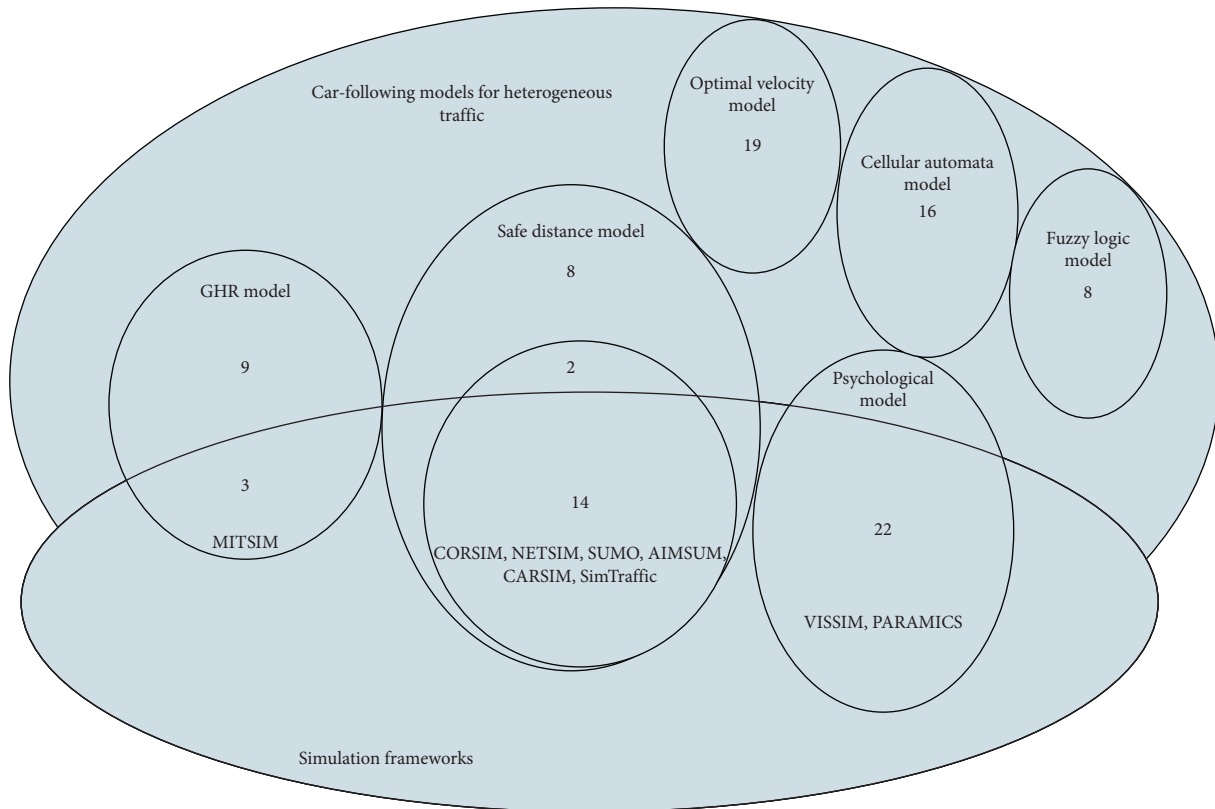 Car-following models for heterogeneous
traffic
Optimal velocity
model
19
Cellular automata
model
16
Fuzzy logic
model
8
Safe distance model
8
GHR model
9
2
Psychological
model
3
MITSIM
14
CORSIM, NETSIM, SUMO, AIMSUM,
CARSIM, SimTraffic
22
VISSIM, PARAMICS
Simulation frameworks